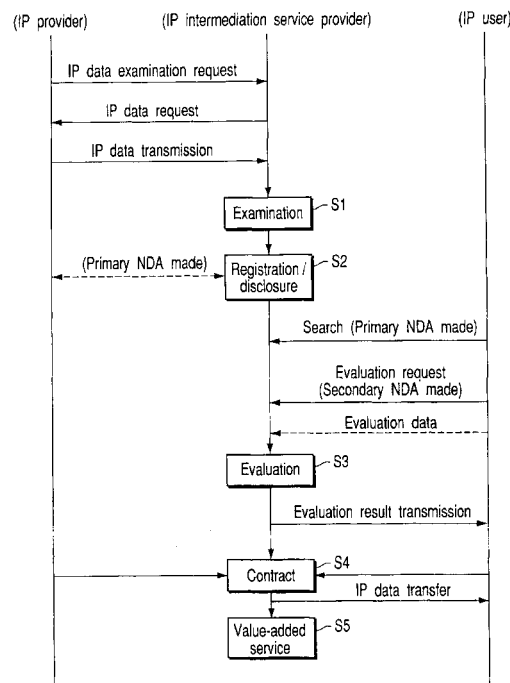 (IP provider) (IP intermediation service provider) (IP user)
IP data examination request
IP data request
IP data transmission
Examination S1
(Primary NDA made)
Registration / disclosure S2
Search (Primary NDA made)
Evaluation request
(Secondary NDA made)
Evaluation data
Evaluation S3
Evaluation result transmission
Contract S4
IP data transfer
Value-added service S5